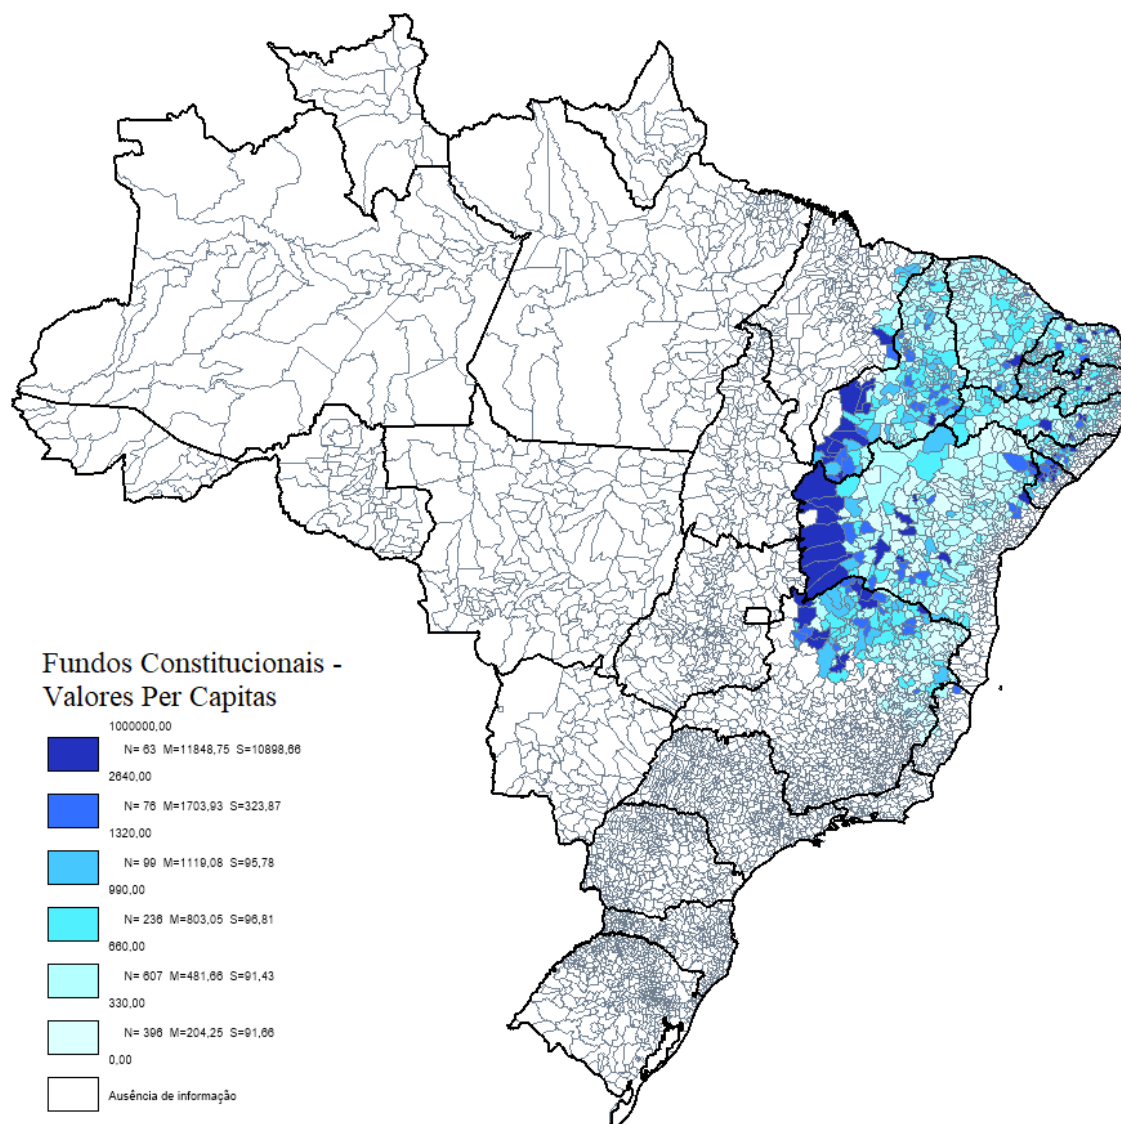 Fundos Constitucionais -
Valores Per Capitas
1000000,00
N= 63 M=11848,75 S=10898,66
2640,00
N= 76 M=1703,93 S=323,87
1320,00
N= 99 M=1119,08 S=95,78
990,00
N= 236 M=803,05 S=96,81
660,00
N= 607 M=481,66 S=91,43
330,00
N= 396 M=204,25 S=91,66
0,00
Ausência de informação